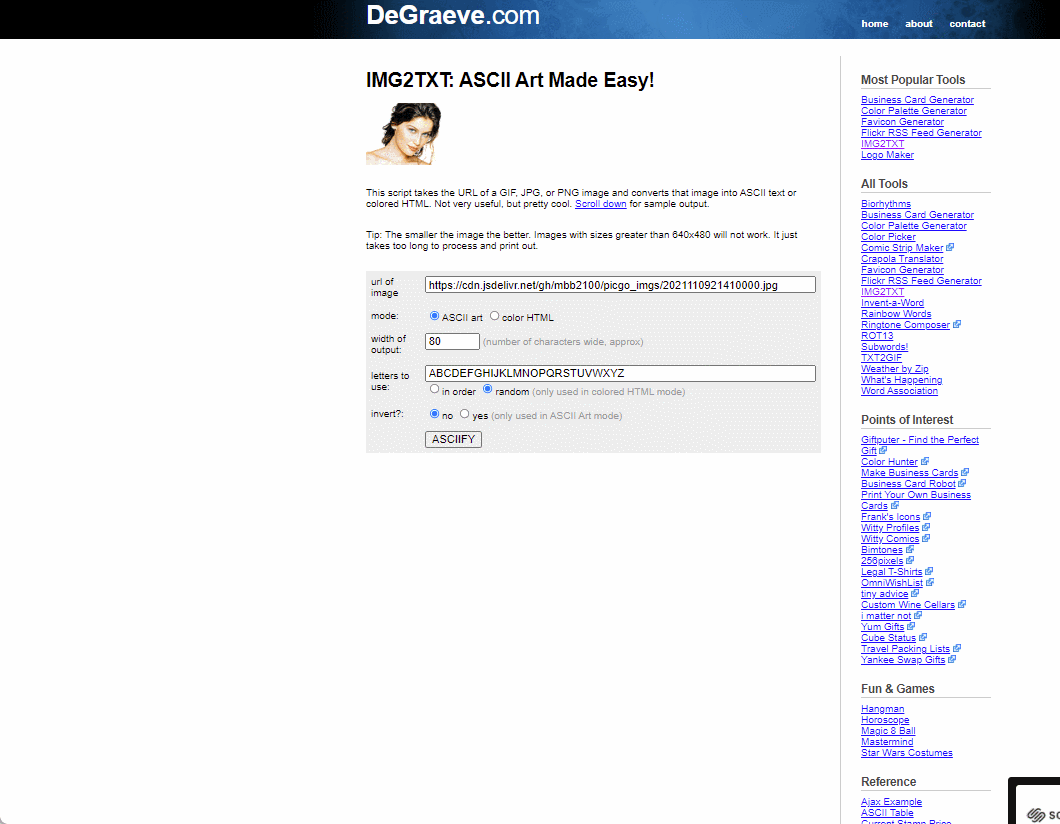 DeGraeve.com
home about contact
IMG2TXT: ASCII Art Made Easy!
This script takes the URL of a GIF, JPG, or PNG image and converts that image into ASCII text or
colored HTML. Not very useful, but pretty cool. Scroll down for sample output.
Tip: The smaller the image the better. Images with sizes greater than 640x480 will not work. It just
takes too long to process and print out.
url of
image
https://cdn.jsdelivr.net/gh/mbb2100/picgo_imgs/2021110921410000.jpg
mode:
ASCII art color HTML
width of
output:
80 (number of characters wide, approx)
letters to
use:
ABCDEFGHIJKLMNOPQRSTUVWXYZ
in order random (only used in colored HTML mode)
invert?:
no yes (only used in ASCII Art mode)
ASCIIFY
Most Popular Tools
Business Card Generator
Color Palette Generator
Favicon Generator
Flickr RSS Feed Generator
IMG2TXT
Logo Maker
All Tools
Biorhythms
Business Card Generator
Color Palette Generator
Color Picker
Comic Strip Maker
Crapola Translator
Favicon Generator
Flickr RSS Feed Generator
IMG2TXT
Invent-a-Word
Rainbow Words
Ringtone Composer
ROT13
Subwords!
TXT2GIF
Weather by Zip
What's Happening
Word Association
Points of Interest
Giftputer - Find the Perfect
Gift
Color Hunter
Make Business Cards
Business Card Robot
Print Your Own Business
Cards
Frank's Icons
Witty Profiles
Witty Comics
Bimtones
256pixels
Legal T-Shirts
OmniWishList
tiny advice
Custom Wine Cellars
i matter not
Yum Gifts
Cube Status
Travel Packing Lists
Yankee Swap Gifts
Fun & Games
Hangman
Horoscope
Magic 8 Ball
Mastermind
Star Wars Costumes
Reference
Ajax Example
ASCII Table
Current Stamp Price